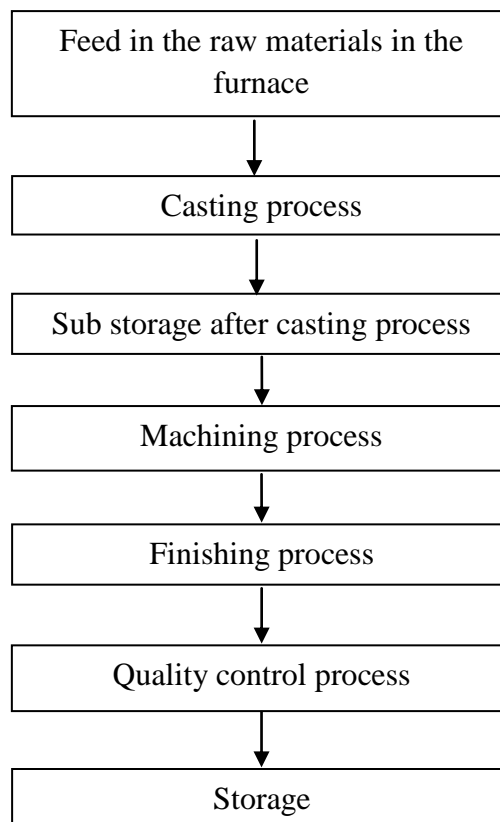 Feed in the raw materials in the
furnace
Casting process
Sub storage after casting process
Machining process
Finishing process
Quality control process
Storage